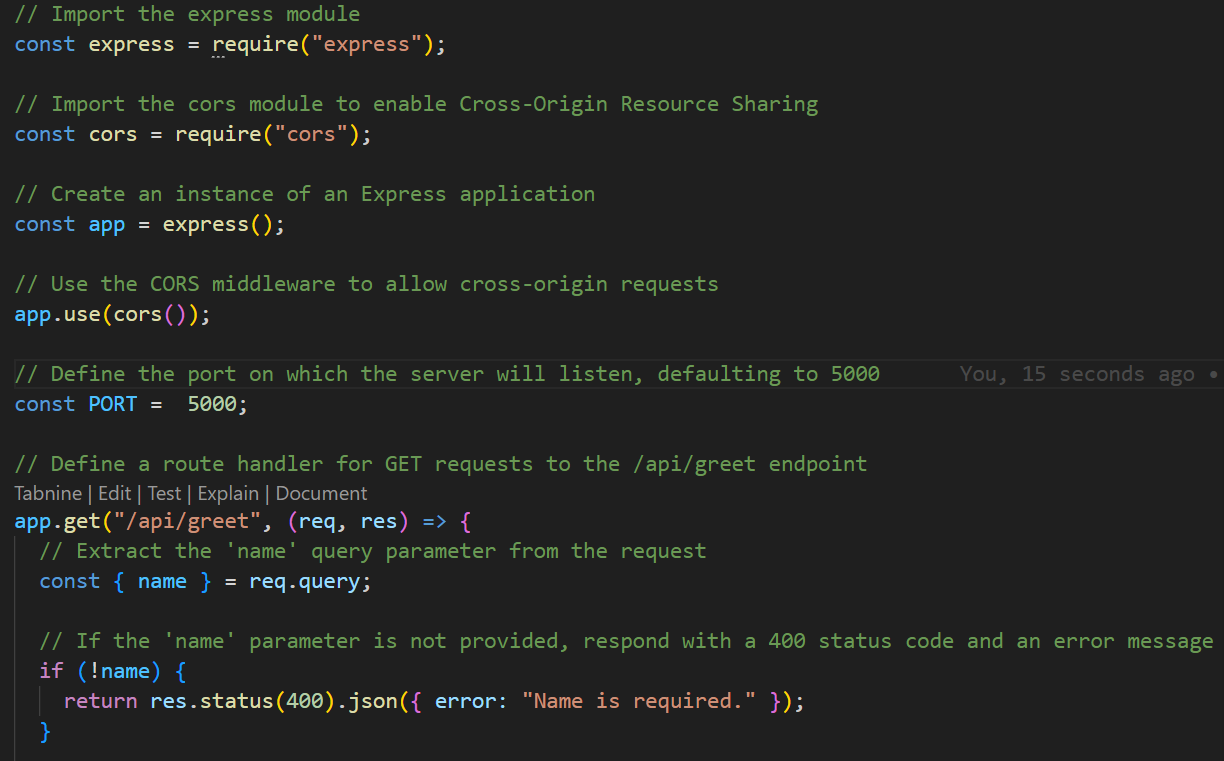 // Import the express module
const express = require("express");

// Import the cors module to enable Cross-Origin Resource Sharing
const cors = require("cors");

// Create an instance of an Express application
const app = express();

// Use the CORS middleware to allow cross-origin requests
app.use(cors());

// Define the port on which the server will listen, defaulting to 5000 You, 15 seconds ago •
const PORT =  5000;

// Define a route handler for GET requests to the /api/greet endpoint
Tabnine | Edit | Test | Explain | Document
app.get("/api/greet", (req, res) => {
  // Extract the 'name' query parameter from the request
  const { name } = req.query;

  // If the 'name' parameter is not provided, respond with a 400 status code and an error message
  if (!name) {
    return res.status(400).json({ error: "Name is required." });
  }